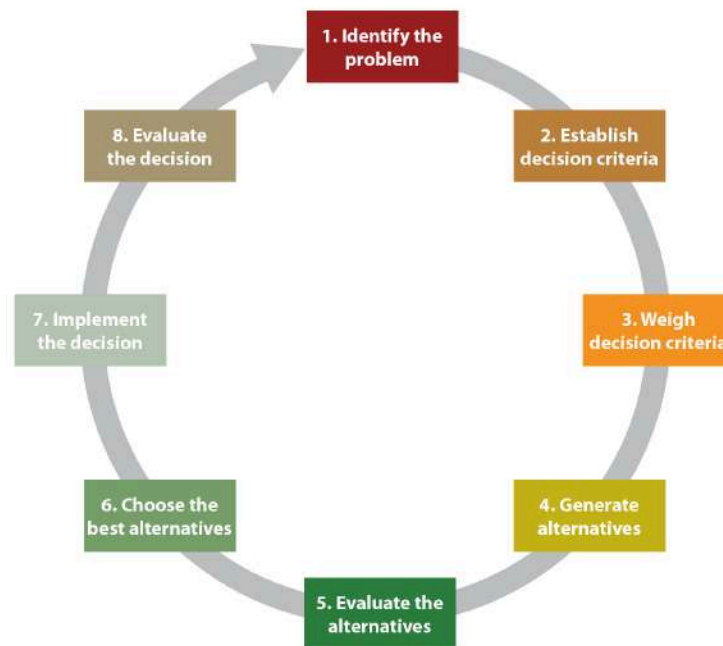 1. Identify the
problem
2. Establish
decision criteria
3. Weigh
decision criteria
4. Generate
alternatives
5. Evaluate the
alternatives
6. Choose the
best alternatives
7. Implement
the decision
8. Evaluate
the decision